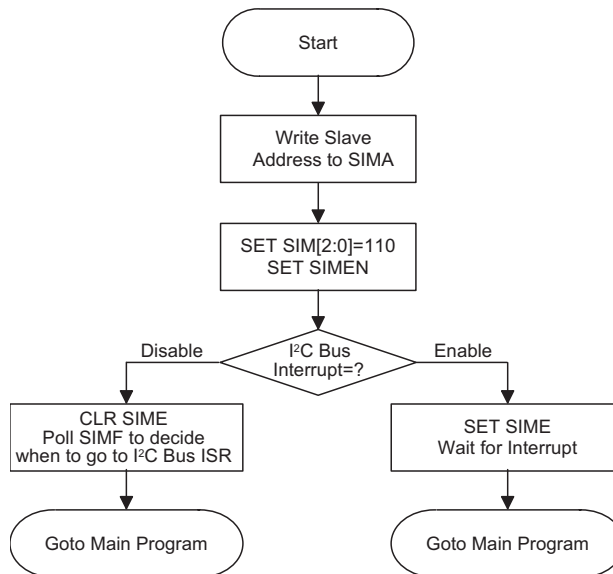 Start
Write Slave
Address to SIMA
SET SIM[2:0]=110
SET SIMEN
I²C Bus
Interrupt=?
Disable
Enable
CLR SIME
Poll SIMF to decide
when to go to I²C Bus ISR
SET SIME
Wait for Interrupt
Goto Main Program
Goto Main Program